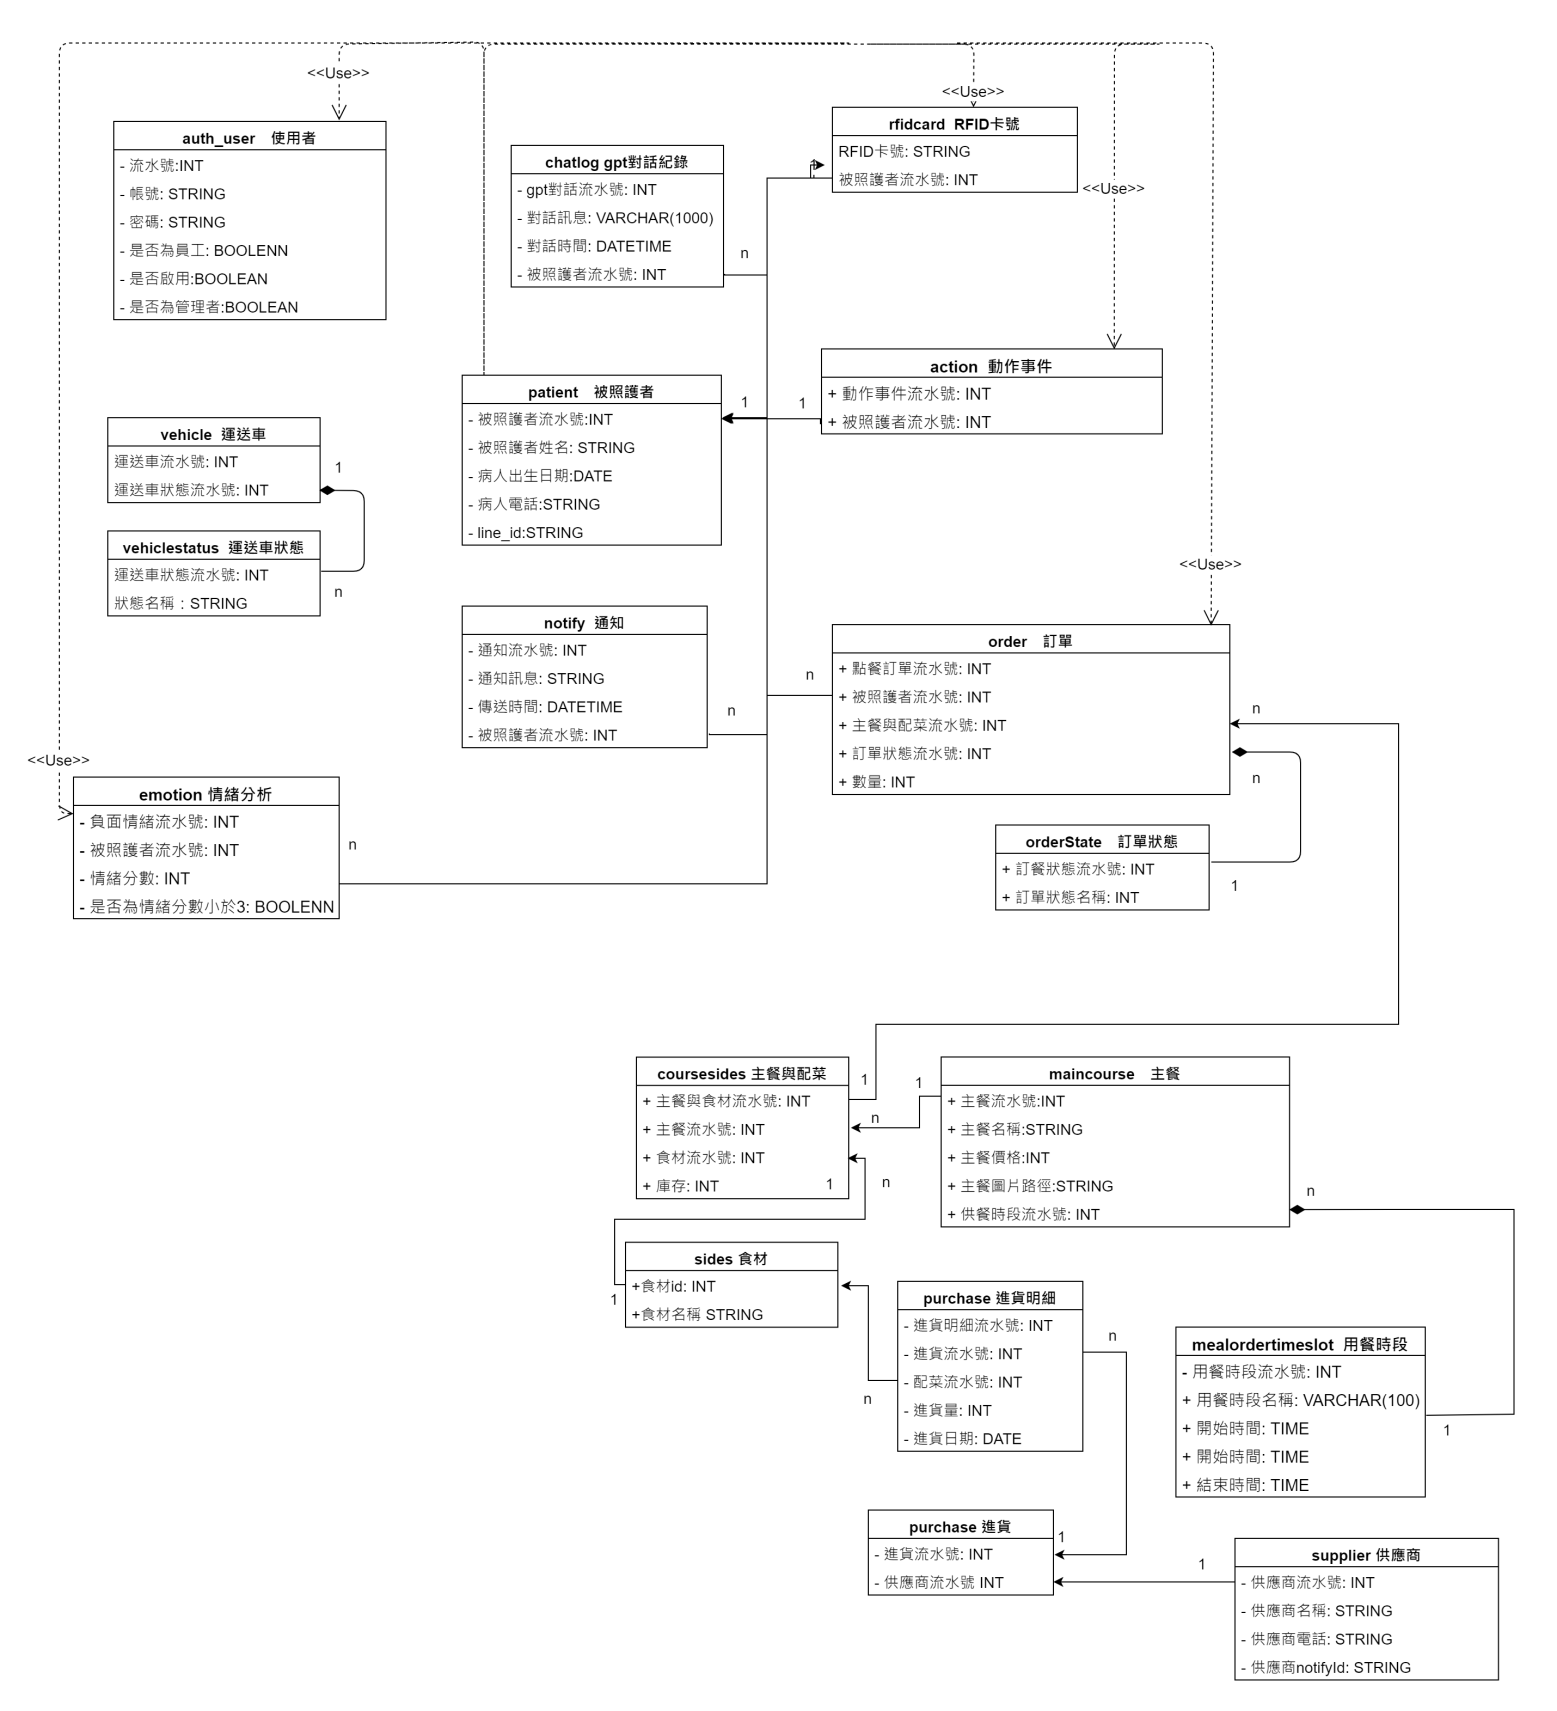 <<Use>>
auth_user 使用者
- 流水號:INT
- 帳號: STRING
- 密碼: STRING
- 是否為員工: BOOLENN
- 是否啟用:BOOLEAN
- 是否為管理者:BOOLEAN
chatlog gpt對話紀錄
- gpt對話流水號: INT
- 對話訊息: VARCHAR(1000)
- 對話時間: DATETIME
- 被照護者流水號: INT
n
<<Use>>
rfidcard RFID卡號
RFID卡號: STRING
被照護者流水號: INT
1
<<Use>>
action 動作事件
+ 動作事件流水號: INT
+ 被照護者流水號: INT
1
1
patient 被照護者
- 被照護者流水號:INT
- 被照護者姓名: STRING
- 病人出生日期:DATE
- 病人電話:STRING
- line_id:STRING
vehicle 運送車
運送車流水號: INT
運送車狀態流水號: INT
1
vehiclestatus 運送車狀態
運送車狀態流水號: INT
狀態名稱：STRING
n
notify 通知
- 通知流水號: INT
- 通知訊息: STRING
- 傳送時間: DATETIME
- 被照護者流水號: INT
n
<<Use>>
order 訂單
+ 點餐訂單流水號: INT
+ 被照護者流水號: INT
+ 主餐與配菜流水號: INT
+ 訂單狀態流水號: INT
+ 數量: INT
n
n
n
<<Use>>
emotion 情緒分析
- 負面情緒流水號: INT
- 被照護者流水號: INT
- 情緒分數: INT
- 是否為情緒分數小於3: BOOLENN
n
orderState 訂單狀態
+ 訂餐狀態流水號: INT
+ 訂單狀態名稱: INT
1
coursesides 主餐與配菜
+ 主餐與食材流水號: INT
+ 主餐流水號: INT
+ 食材流水號: INT
+ 庫存: INT
1
1
n
1
n
maincourse 主餐
+ 主餐流水號:INT
+ 主餐名稱:STRING
+ 主餐價格:INT
+ 主餐圖片路徑:STRING
+ 供餐時段流水號: INT
n
sides 食材
+食材id: INT
+食材名稱 STRING
1
purchase 進貨明細
- 進貨明細流水號: INT
- 進貨流水號: INT
- 配菜流水號: INT
- 進貨量: INT
- 進貨日期: DATE
n
n
mealordertimeslot 用餐時段
- 用餐時段流水號: INT
+ 用餐時段名稱: VARCHAR(100)
+ 開始時間: TIME
+ 開始時間: TIME
+ 結束時間: TIME
1
purchase 進貨
- 進貨流水號: INT
- 供應商流水號 INT
1
1
supplier 供應商
- 供應商流水號: INT
- 供應商名稱: STRING
- 供應商電話: STRING
- 供應商notifyId: STRING